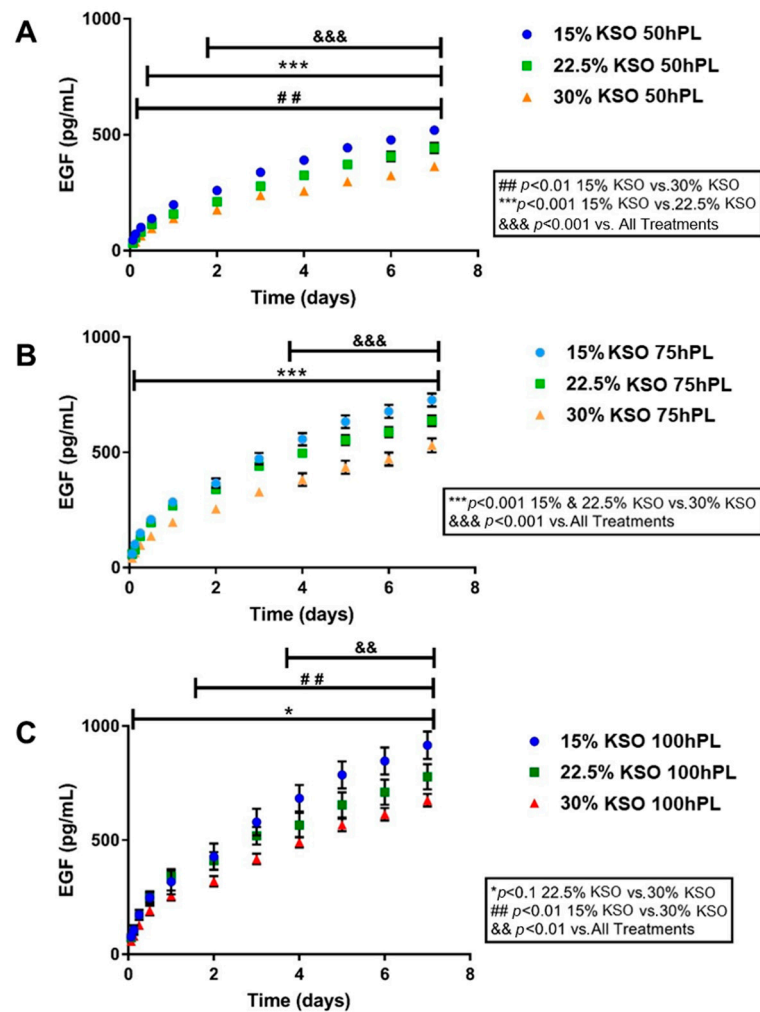 A
1000
500
0
EGF (pg/mL)
0 2 4 6 8
Time (days)
&&&
***
# #
15% KSO 50hPL
22.5% KSO 50hPL
30% KSO 50hPL
## p<0.01 15% KSO vs.30% KSO
***p<0.001 15% KSO vs.22.5% KSO
&&& p<0.001 vs. All Treatments
B
1000
500
0
EGF (pg/mL)
0 2 4 6 8
Time (days)
&&&
***
15% KSO 75hPL
22.5% KSO 75hPL
30% KSO 75hPL
***p<0.001 15% & 22.5% KSO vs.30% KSO
&&& p<0.001 vs.All Treatments
C
&&
# #
*
1000
500
0
EGF (pg/mL)
0 2 4 6 8
Time (days)
15% KSO 100hPL
22.5% KSO 100hPL
30% KSO 100hPL
*p<0.1 22.5% KSO vs.30% KSO
## p<0.01 15% KSO vs.30% KSO
&& p<0.01 vs.All Treatments